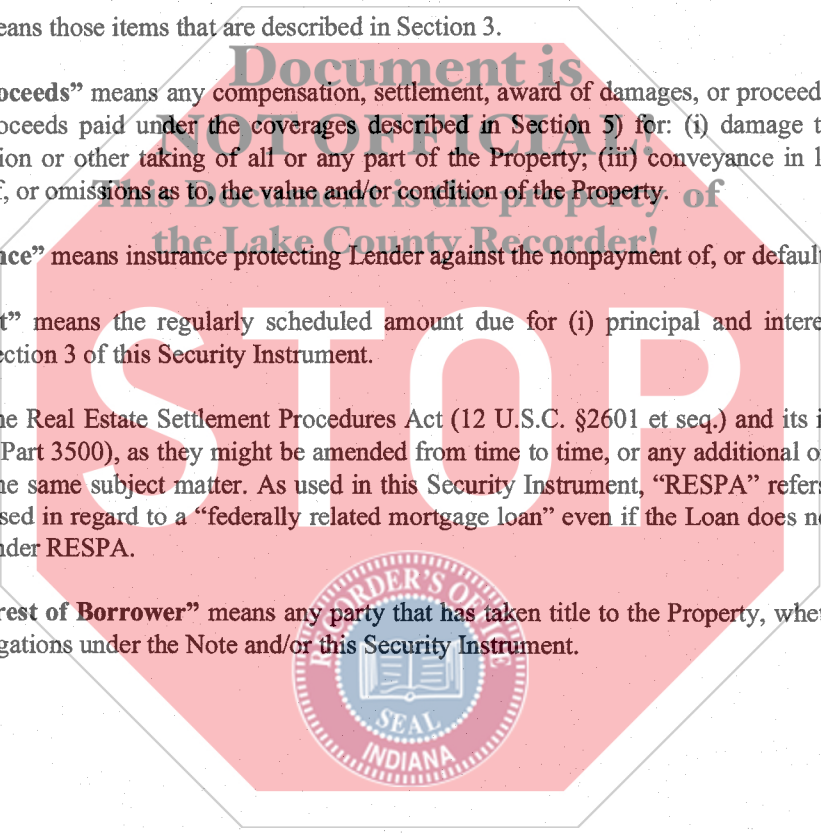 eans those items that are described in Section 3.
Document is
oceeds” means any compensation, settlement, award of damages, or proceed
NOT OFFICIAL!
oceeds paid under the coverages described in Section 5) for: (i) damage t
ion or other taking of all or any part of the Property; (iii) conveyance in l
This Document is the property of
, or omissions as to, the value and/or condition of the Property.
the Lake County Recorder!
nce” means insurance protecting Lender against the nonpayment of, or default
t” means the regularly scheduled amount due for (i) principal and intere
ection 3 of this Security Instrument.
STOP
he Real Estate Settlement Procedures Act (12 U.S.C. §2601 et seq.) and its i
Part 3500), as they might be amended from time to time, or any additional o
he same subject matter. As used in this Security Instrument, “RESPA” refers
sed in regard to a “federally related mortgage loan” even if the Loan does no
nder RESPA.
rest of Borrower” means any party that has taken title to the Property, whet
gations under the Note and/or this Security Instrument.
RECORDER'S OFFICE
SEAL
INDIANA